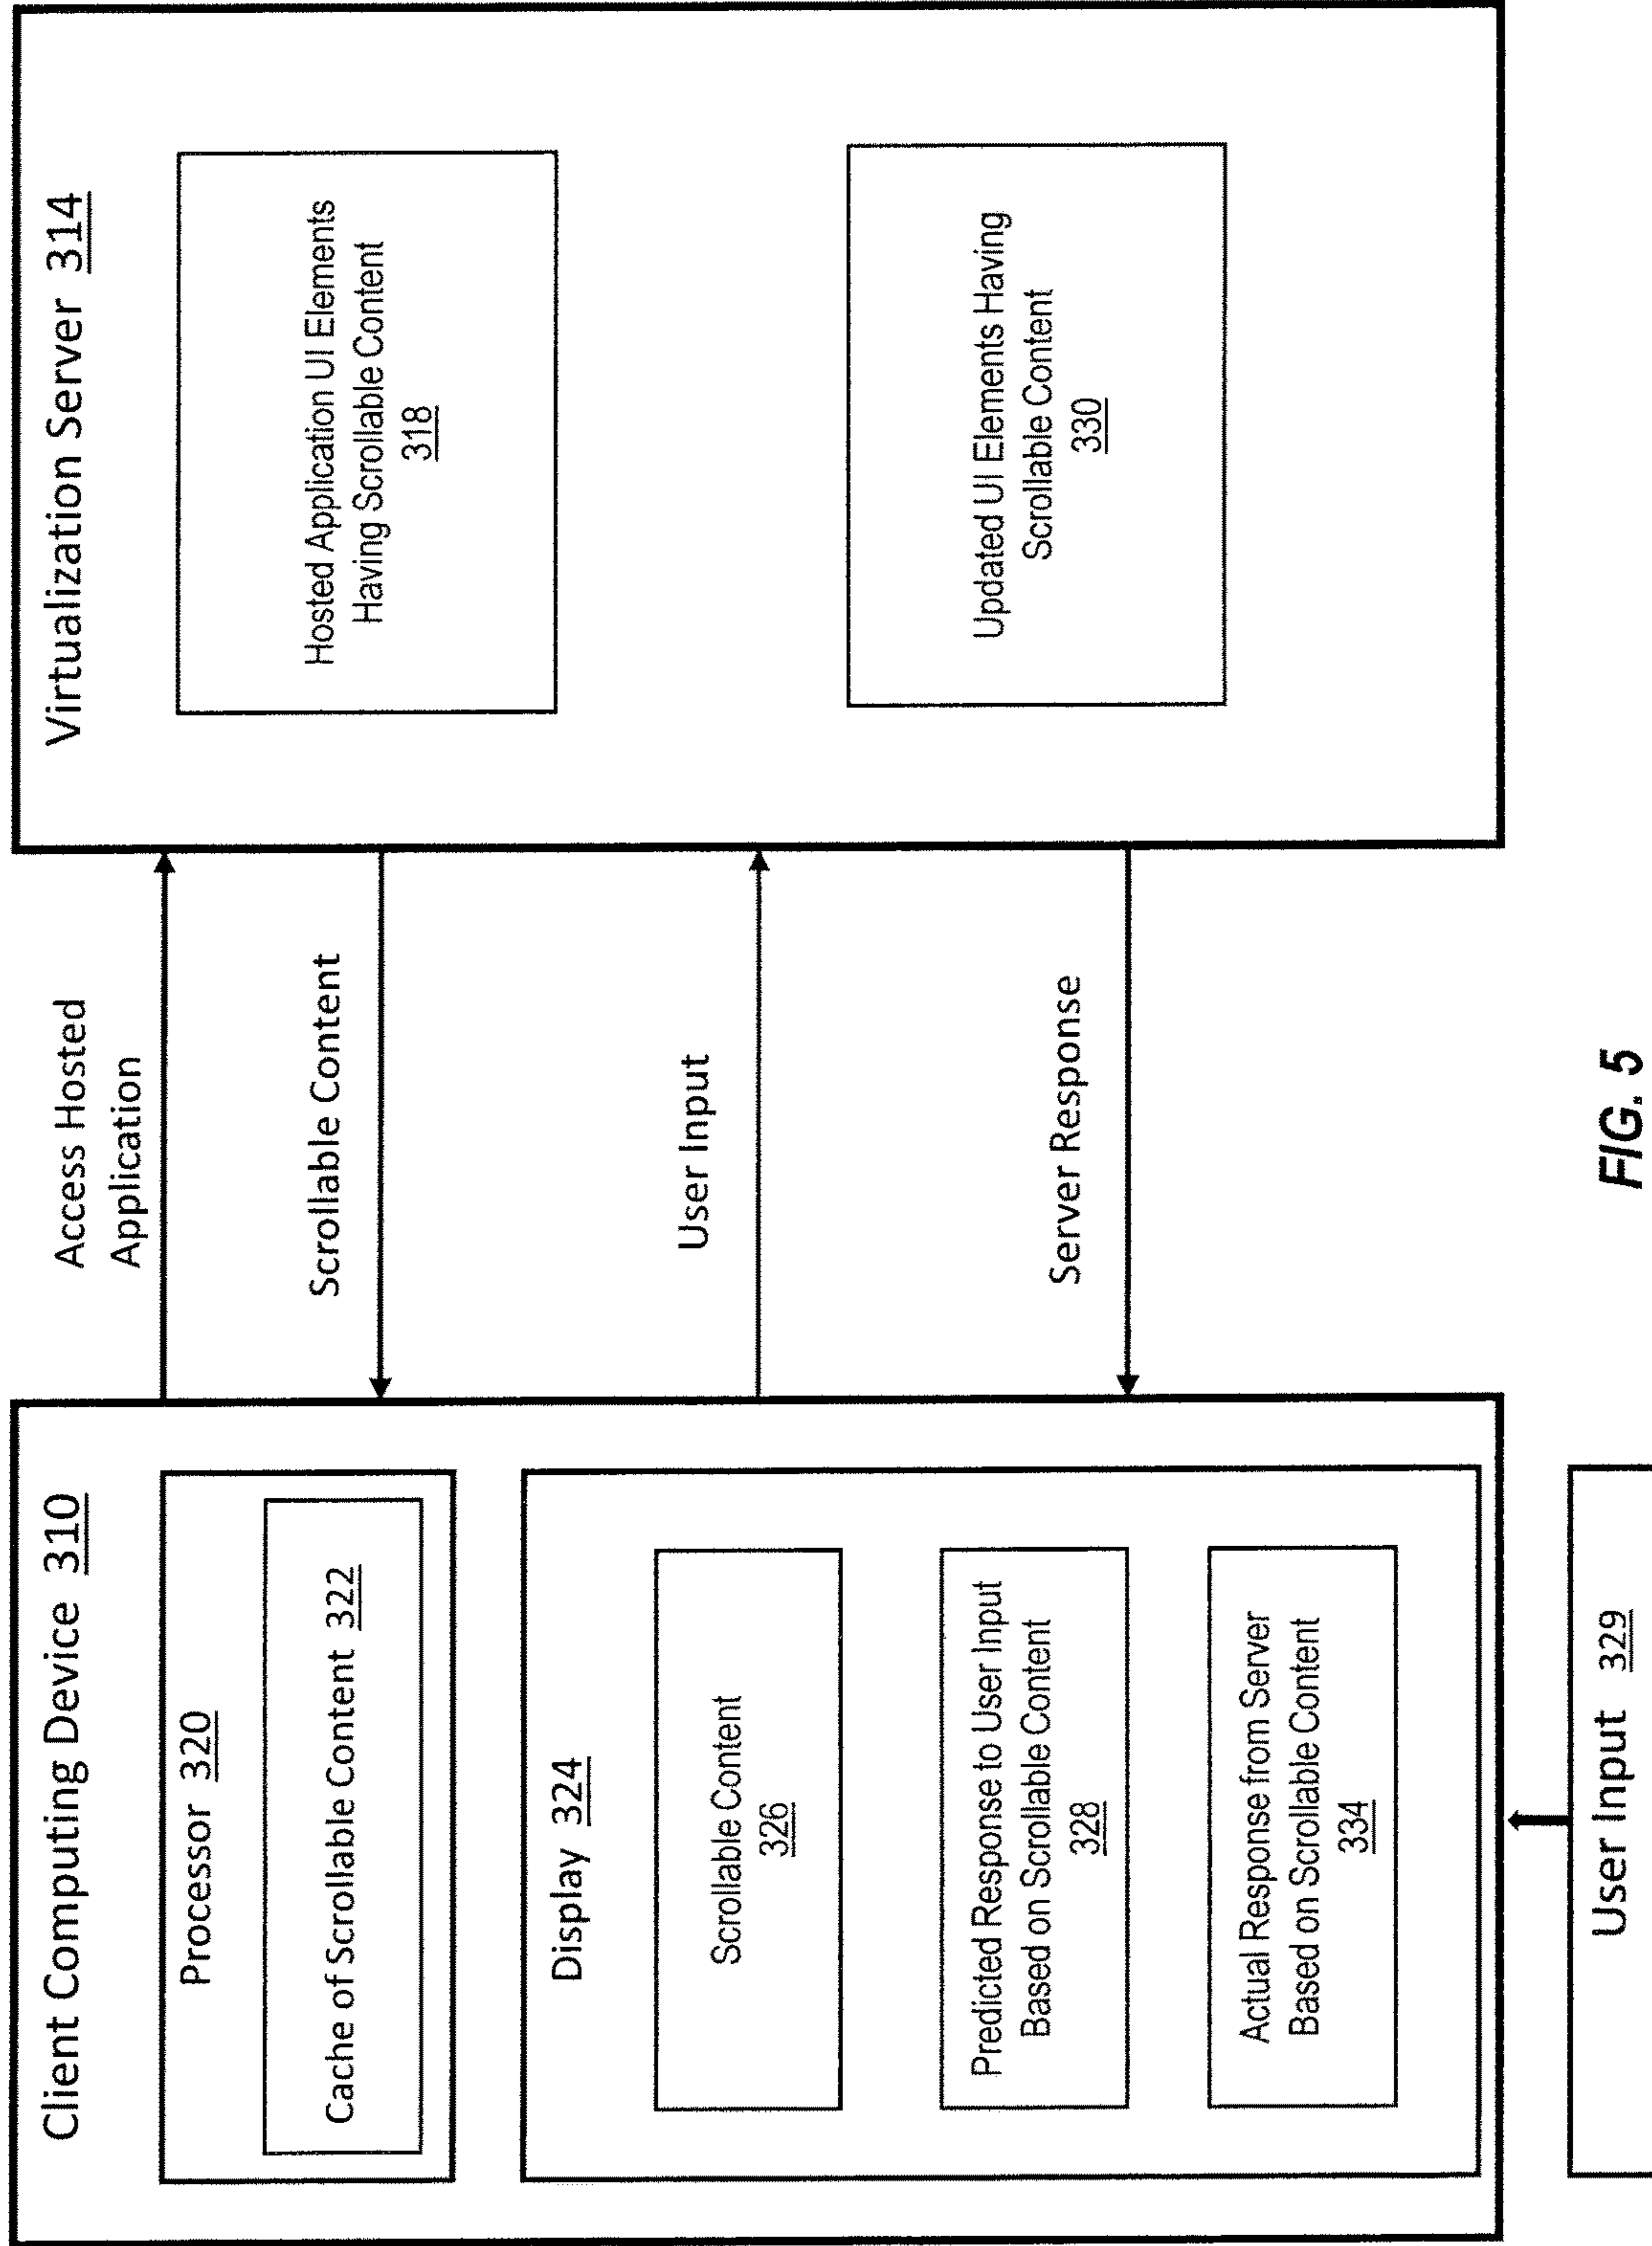 Client Computing Device 310
Processor 320
Cache of Scrollable Content 322
Display 324
Scrollable Content
326
Predicted Response to User Input
Based on Scrollable Content
328
Actual Response from Server
Based on Scrollable Content
334
User Input 329
Access Hosted
Application
Scrollable Content
User Input
Server Response
Virtualization Server 314
Hosted Application UI Elements
Having Scrollable Content
318
Updated UI Elements Having
Scrollable Content
330
FIG. 5